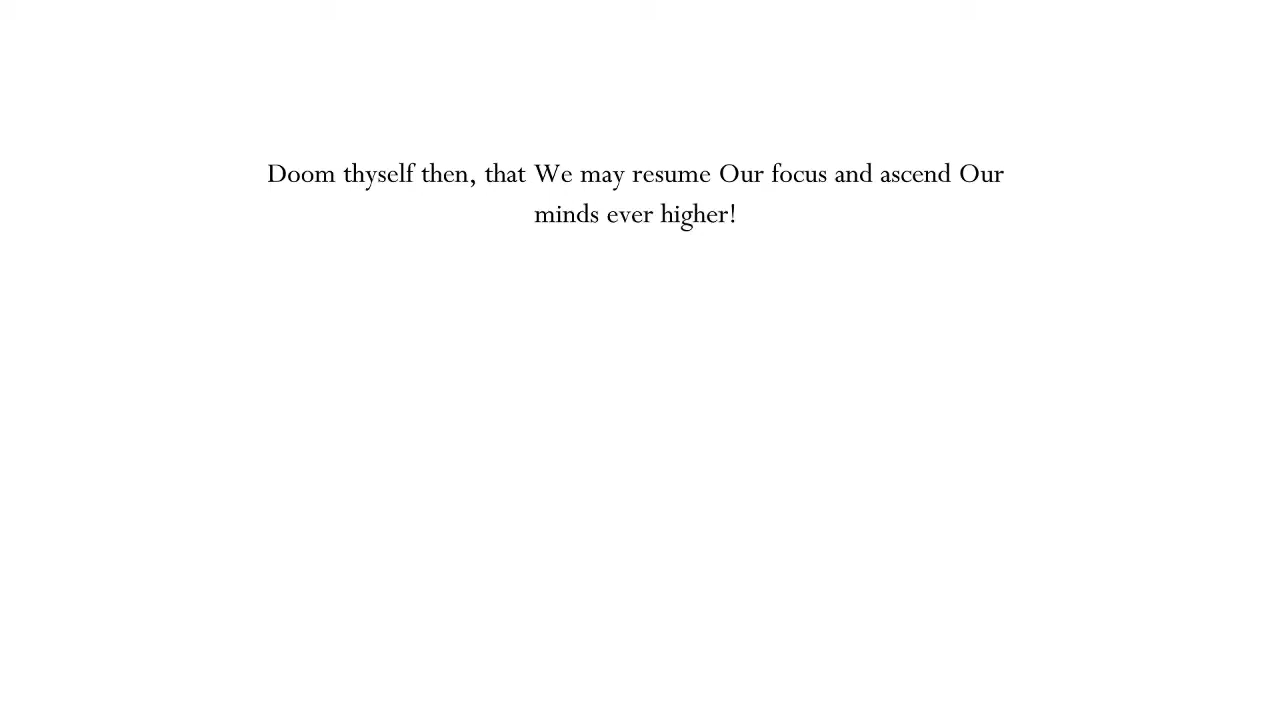 Doom thyself then, that We may resume Our focus and ascend Our
minds ever higher!